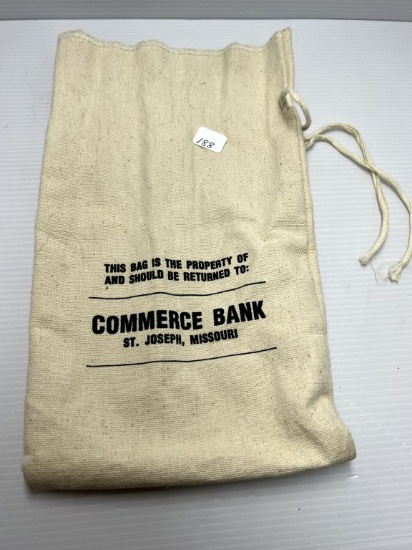 188
THIS BAG IS THE PROPERTY OF
AND SHOULD BE RETURNED TO:
COMMERCE BANK
ST. JOSEPH, MISSOURI